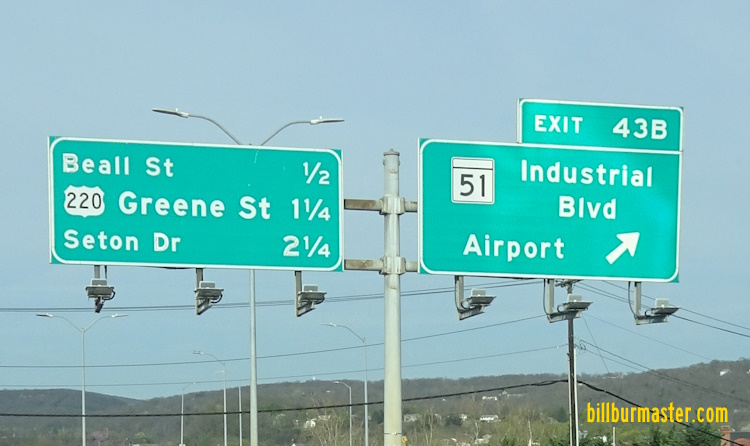 Beall St ½
220 Greene St 1¼
Seton Dr 2¼
EXIT 43B
51 Industrial
Blvd
Airport
billburmaster.com